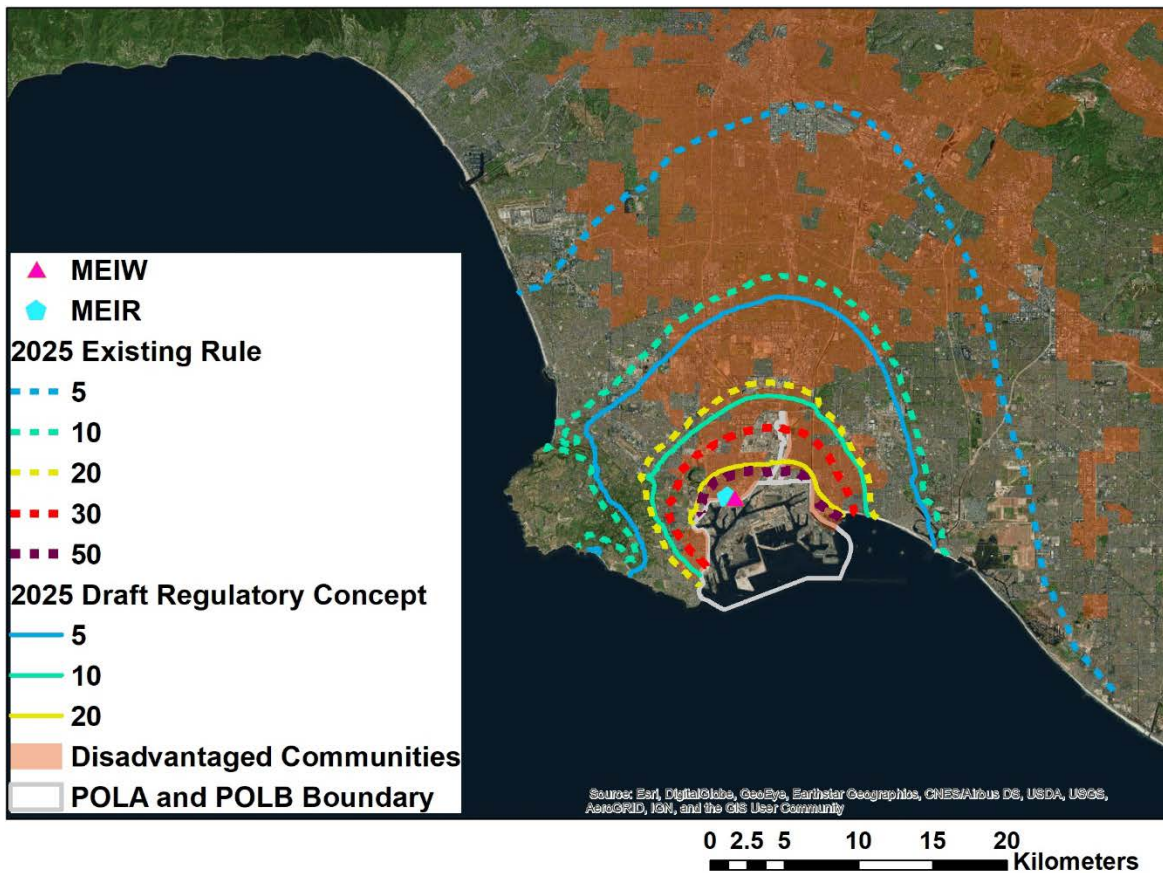 MEIW
MEIR
2025 Existing Rule
5
10
20
30
50
2025 Draft Regulatory Concept
5
10
20
Disadvantaged Communities
POLA and POLB Boundary
Source: Esri, DigitalGlobe, GeoEye, Earthstar Geographics, CNES/Airbus DS, USDA, USGS,
AeroGRID, IGN, and the GIS User Community
0 2.5 5 10 15 20
Kilometers